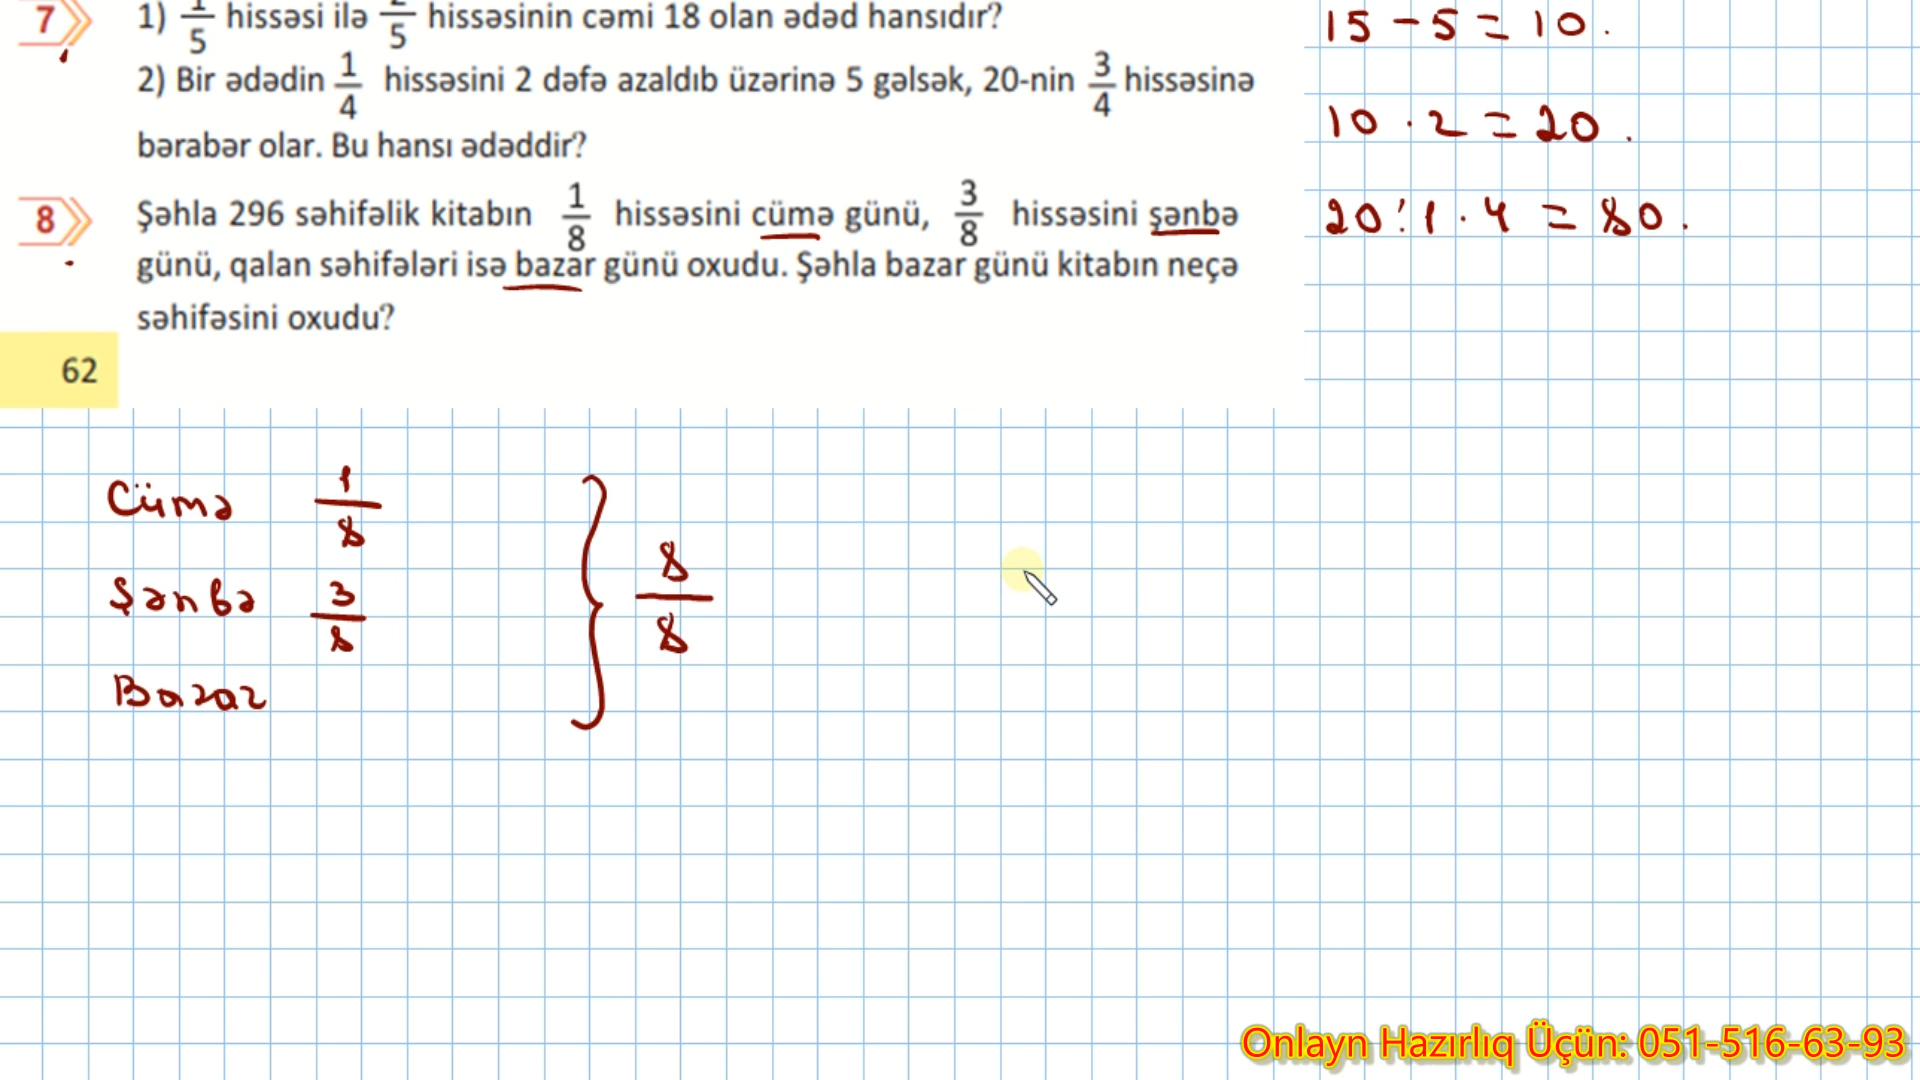 7
1) 1/5 hissəsi ilə 2/5 hissəsinin cəmi 18 olan ədəd hansıdır?
2) Bir ədədin 1/4 hissəsini 2 dəfə azaldıb üzərinə 5 gəlsək, 20-nin 3/4 hissəsinə
bərabər olar. Bu hansı ədəddir?
8
Şəhla 296 səhifəlik kitabın 1/8 hissəsini cümə günü, 3/8 hissəsini şənbə
günü, qalan səhifələri isə bazar günü oxudu. Şəhla bazar günü kitabın neçə
səhifəsini oxudu?
62
15 - 5 = 10.
10 · 2 = 20.
20 : 1 · 4 = 80.
Cümə 1/8
Şənbə 3/8
Bazar
8/8
Onlayn Hazırlıq Üçün: 051-516-63-93